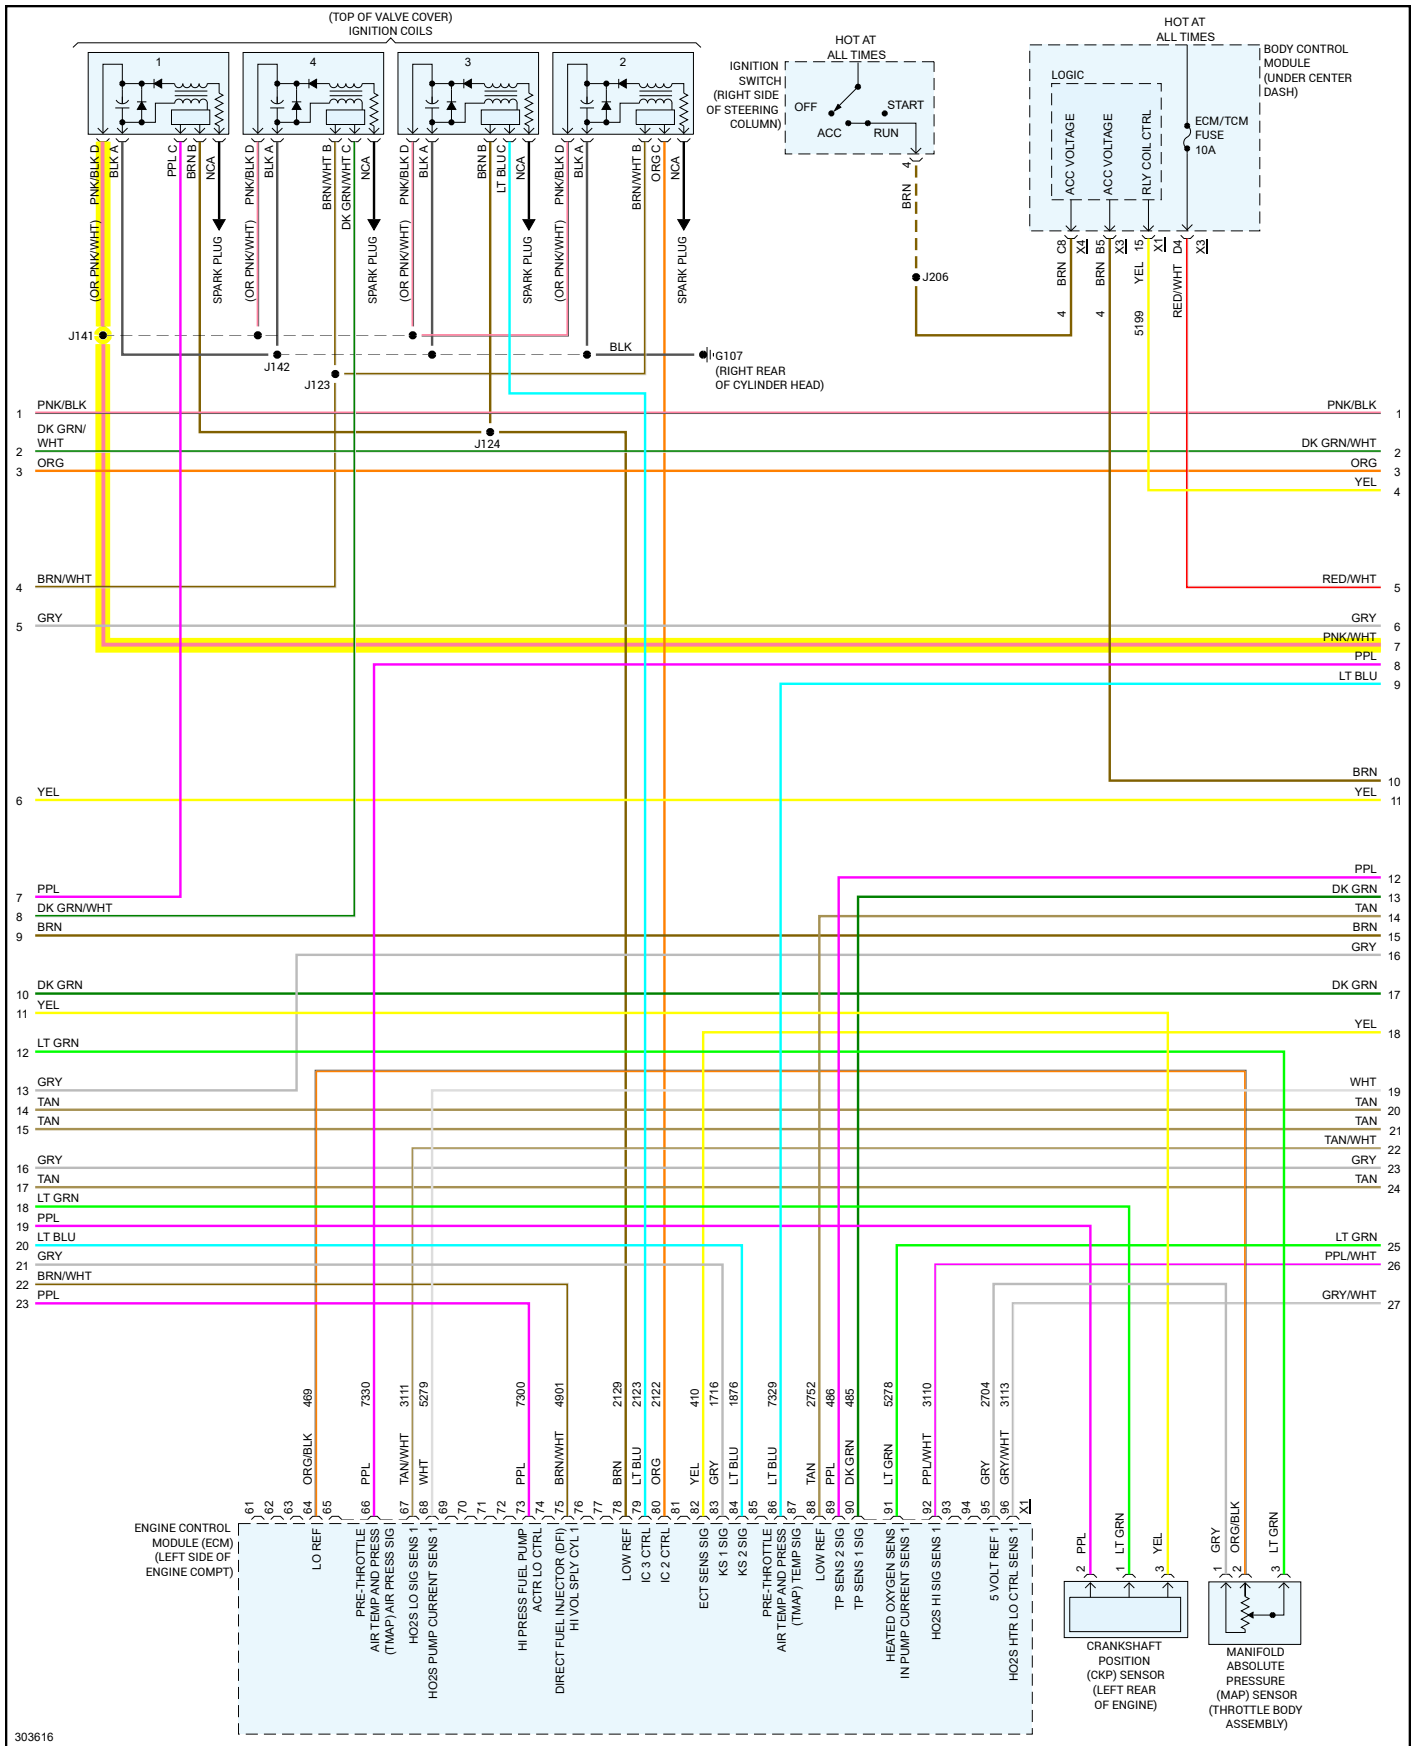 (TOP OF VALVE COVER)
IGNITION COILS
1
4
3
2
HOT AT
ALL TIMES
IGNITION
SWITCH
(RIGHT SIDE
OF STEERING
COLUMN)
OFF
START
ACC
RUN
HOT AT
ALL TIMES
BODY CONTROL
MODULE
(UNDER CENTER
DASH)
LOGIC
ACC VOLTAGE
ACC VOLTAGE
RLY COIL CTRL
ECM/TCM
FUSE
10A
PNK/BLK D
(OR PNK/WHT)
BLK A
PPL C
BRN B
NCA
SPARK PLUG
PNK/BLK D
(OR PNK/WHT)
BLK A
BRN/WHT B
DK GRN/WHT C
NCA
SPARK PLUG
PNK/BLK D
(OR PNK/WHT)
BLK A
BRN B
LT BLU C
NCA
SPARK PLUG
PNK/BLK D
(OR PNK/WHT)
BLK A
BRN/WHT B
ORG C
NCA
SPARK PLUG
4
BRN
J206
C8
X4
BRN
4
B5
X3
BRN
4
15
X1
YEL
5199
D4
X3
RED/WHT
J141
J142
BLK
G107
(RIGHT REAR
OF CYLINDER HEAD)
J123
J124
1 PNK/BLK
DK GRN/
2 WHT
3 ORG
4 BRN/WHT
5 GRY
6 YEL
7 PPL
8 DK GRN/WHT
9 BRN
10 DK GRN
11 YEL
12 LT GRN
13 GRY
14 TAN
15 TAN
16 GRY
17 TAN
18 LT GRN
19 PPL
20 LT BLU
21 GRY
22 BRN/WHT
23 PPL
PNK/BLK 1
DK GRN/WHT 2
ORG 3
YEL 4
RED/WHT 5
GRY 6
PNK/WHT 7
PPL 8
LT BLU 9
BRN 10
YEL 11
PPL 12
DK GRN 13
TAN 14
BRN 15
GRY 16
DK GRN 17
YEL 18
WHT 19
TAN 20
TAN 21
TAN/WHT 22
GRY 23
TAN 24
LT GRN 25
PPL/WHT 26
GRY/WHT 27
469
7330
3111
5279
7300
4901
2129
2123
2122
410
1716
1876
7329
2752
486
485
5278
3110
2704
3113
ORG/BLK
PPL
TAN/WHT
WHT
PPL
BRN/WHT
BRN
LT BLU
ORG
YEL
GRY
LT BLU
LT BLU
TAN
PPL
DK GRN
LT GRN
PPL/WHT
GRY
GRY/WHT
61
62
63
64
65
66
67
68
69
70
71
72
73
74
75
76
77
78
79
80
81
82
83
84
85
86
87
88
89
90
91
92
93
94
95
96
X1
ENGINE CONTROL
MODULE (ECM)
(LEFT SIDE OF
ENGINE COMPT)
LO REF
PRE-THROTTLE
AIR TEMP AND PRESS
(TMAP) AIR PRESS SIG
HO2S LO SIG SENS 1
HO2S PUMP CURRENT SENS 1
HI PRESS FUEL PUMP
ACTR LO CTRL
DIRECT FUEL INJECTOR (DFI)
HI VOL SPLY CYL 1
LOW REF
IC 3 CTRL
IC 2 CTRL
ECT SENS SIG
KS 1 SIG
KS 2 SIG
PRE-THROTTLE
AIR TEMP AND PRESS
(TMAP) TEMP SIG
LOW REF
TP SENS 2 SIG
TP SENS 1 SIG
HEATED OXYGEN SENS
IN PUMP CURRENT SENS 1
HO2S HI SIG SENS 1
5 VOLT REF 1
HO2S HTR LO CTRL SENS 1
2 PPL
1 LT GRN
3 YEL
CRANKSHAFT
POSITION
(CKP) SENSOR
(LEFT REAR
OF ENGINE)
1 GRY
2 ORG/BLK
3 LT GRN
MANIFOLD
ABSOLUTE
PRESSURE
(MAP) SENSOR
(THROTTLE BODY
ASSEMBLY)
303616